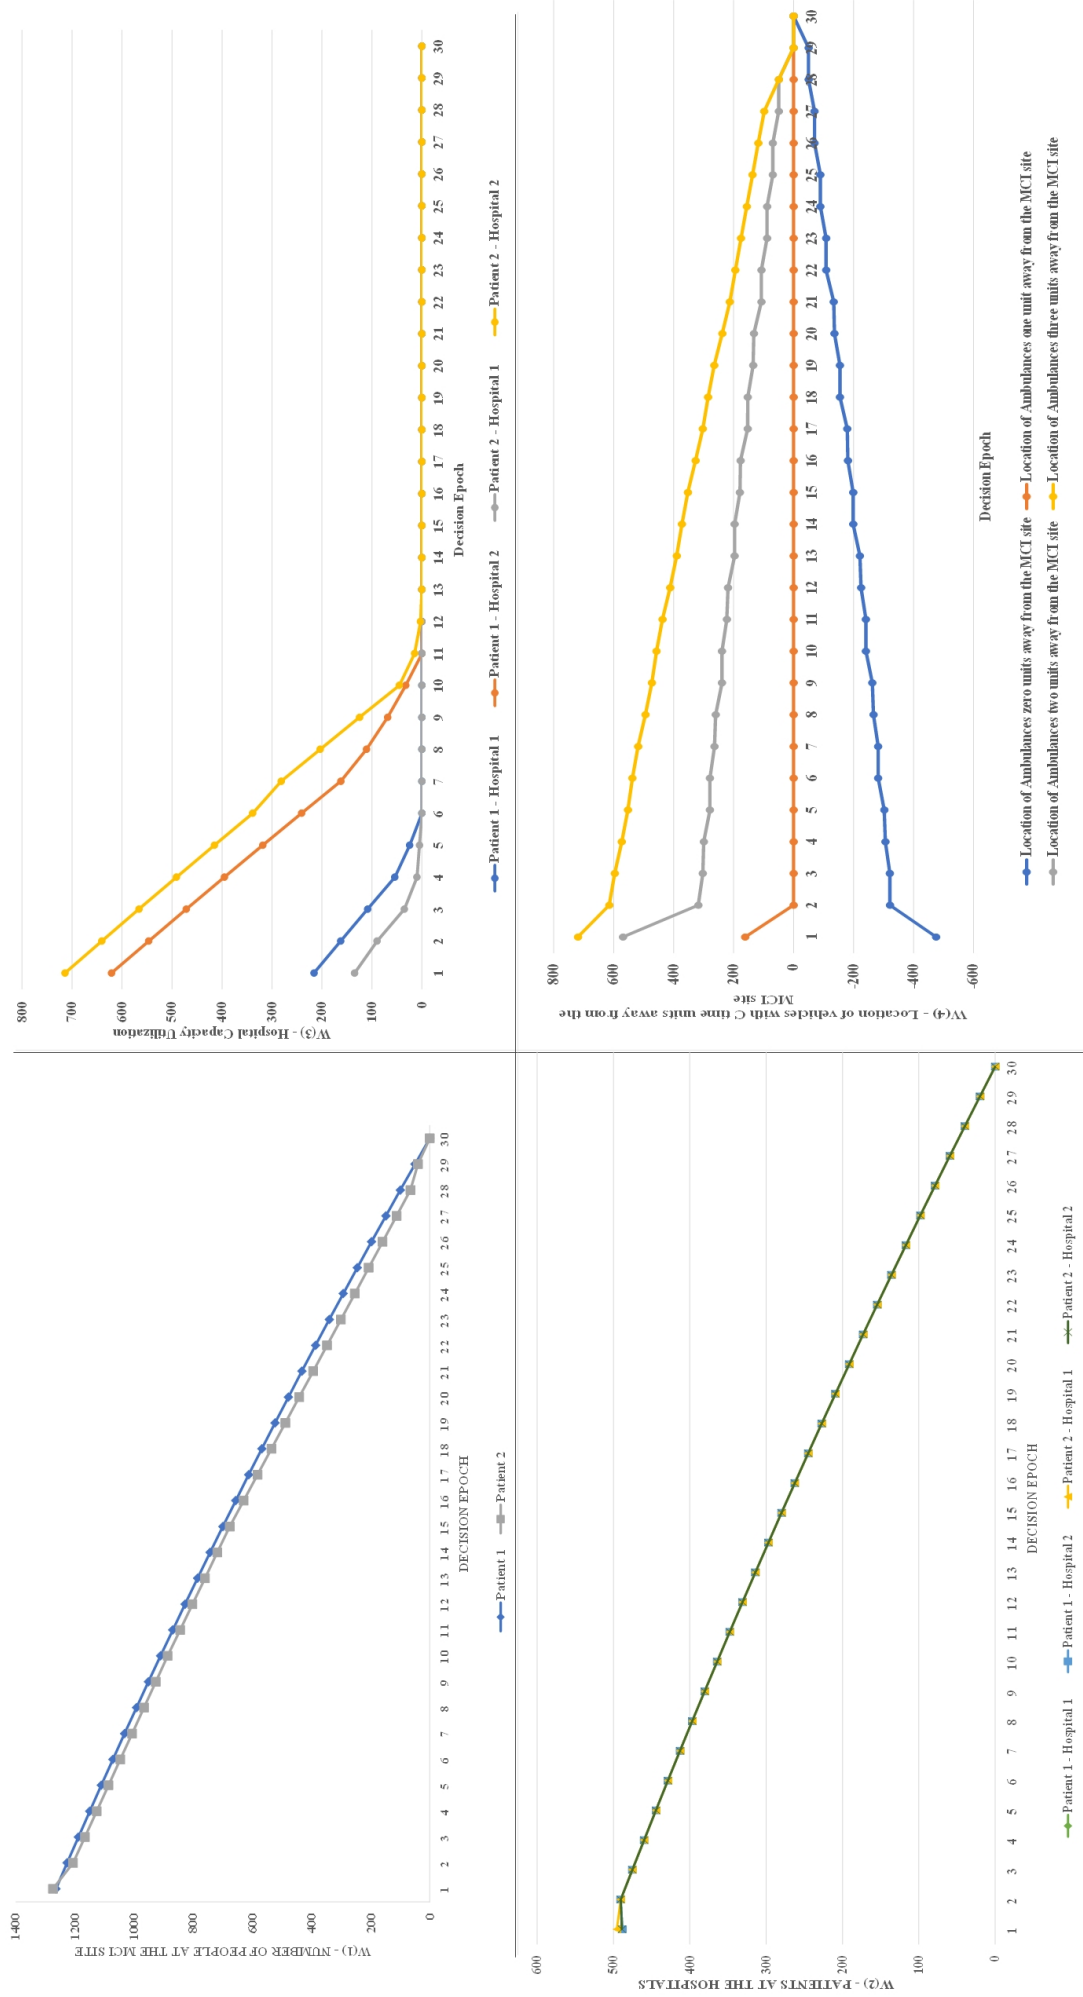 W(1) - NUMBER OF PEOPLE AT THE MCI SITE
1400
1200
1000
800
600
400
200
0
1 2 3 4 5 6 7 8 9 10 11 12 13 14 15 16 17 18 19 20 21 22 23 24 25 26 27 28 29 30
DECISION EPOCH
Patient 1 Patient 2
W(3) - Hospital Capacity Utilization
800
700
600
500
400
300
200
100
0
1 2 3 4 5 6 7 8 9 10 11 12 13 14 15 16 17 18 19 20 21 22 23 24 25 26 27 28 29 30
Decision Epoch
Patient 1 - Hospital 1 Patient 1 - Hospital 2 Patient 2 - Hospital 1 Patient 2 - Hospital 2
W(2) - PATIENTS AT THE HOSPITALS
600
500
400
300
200
100
0
1 2 3 4 5 6 7 8 9 10 11 12 13 14 15 16 17 18 19 20 21 22 23 24 25 26 27 28 29 30
DECISION EPOCH
Patient 1 - Hospital 1 Patient 1 - Hospital 2 Patient 2 - Hospital 1 Patient 2 - Hospital 2
W(4) - Location of vehicles with C time units away from the
MCI site
800
600
400
200
0
-200
-400
-600
1 2 3 4 5 6 7 8 9 10 11 12 13 14 15 16 17 18 19 20 21 22 23 24 25 26 27 28 29 30
Decision Epoch
Location of Ambulances zero units away from the MCI site Location of Ambulances one unit away from the MCI site
Location of Ambulances two units away from the MCI site Location of Ambulances three units away from the MCI site